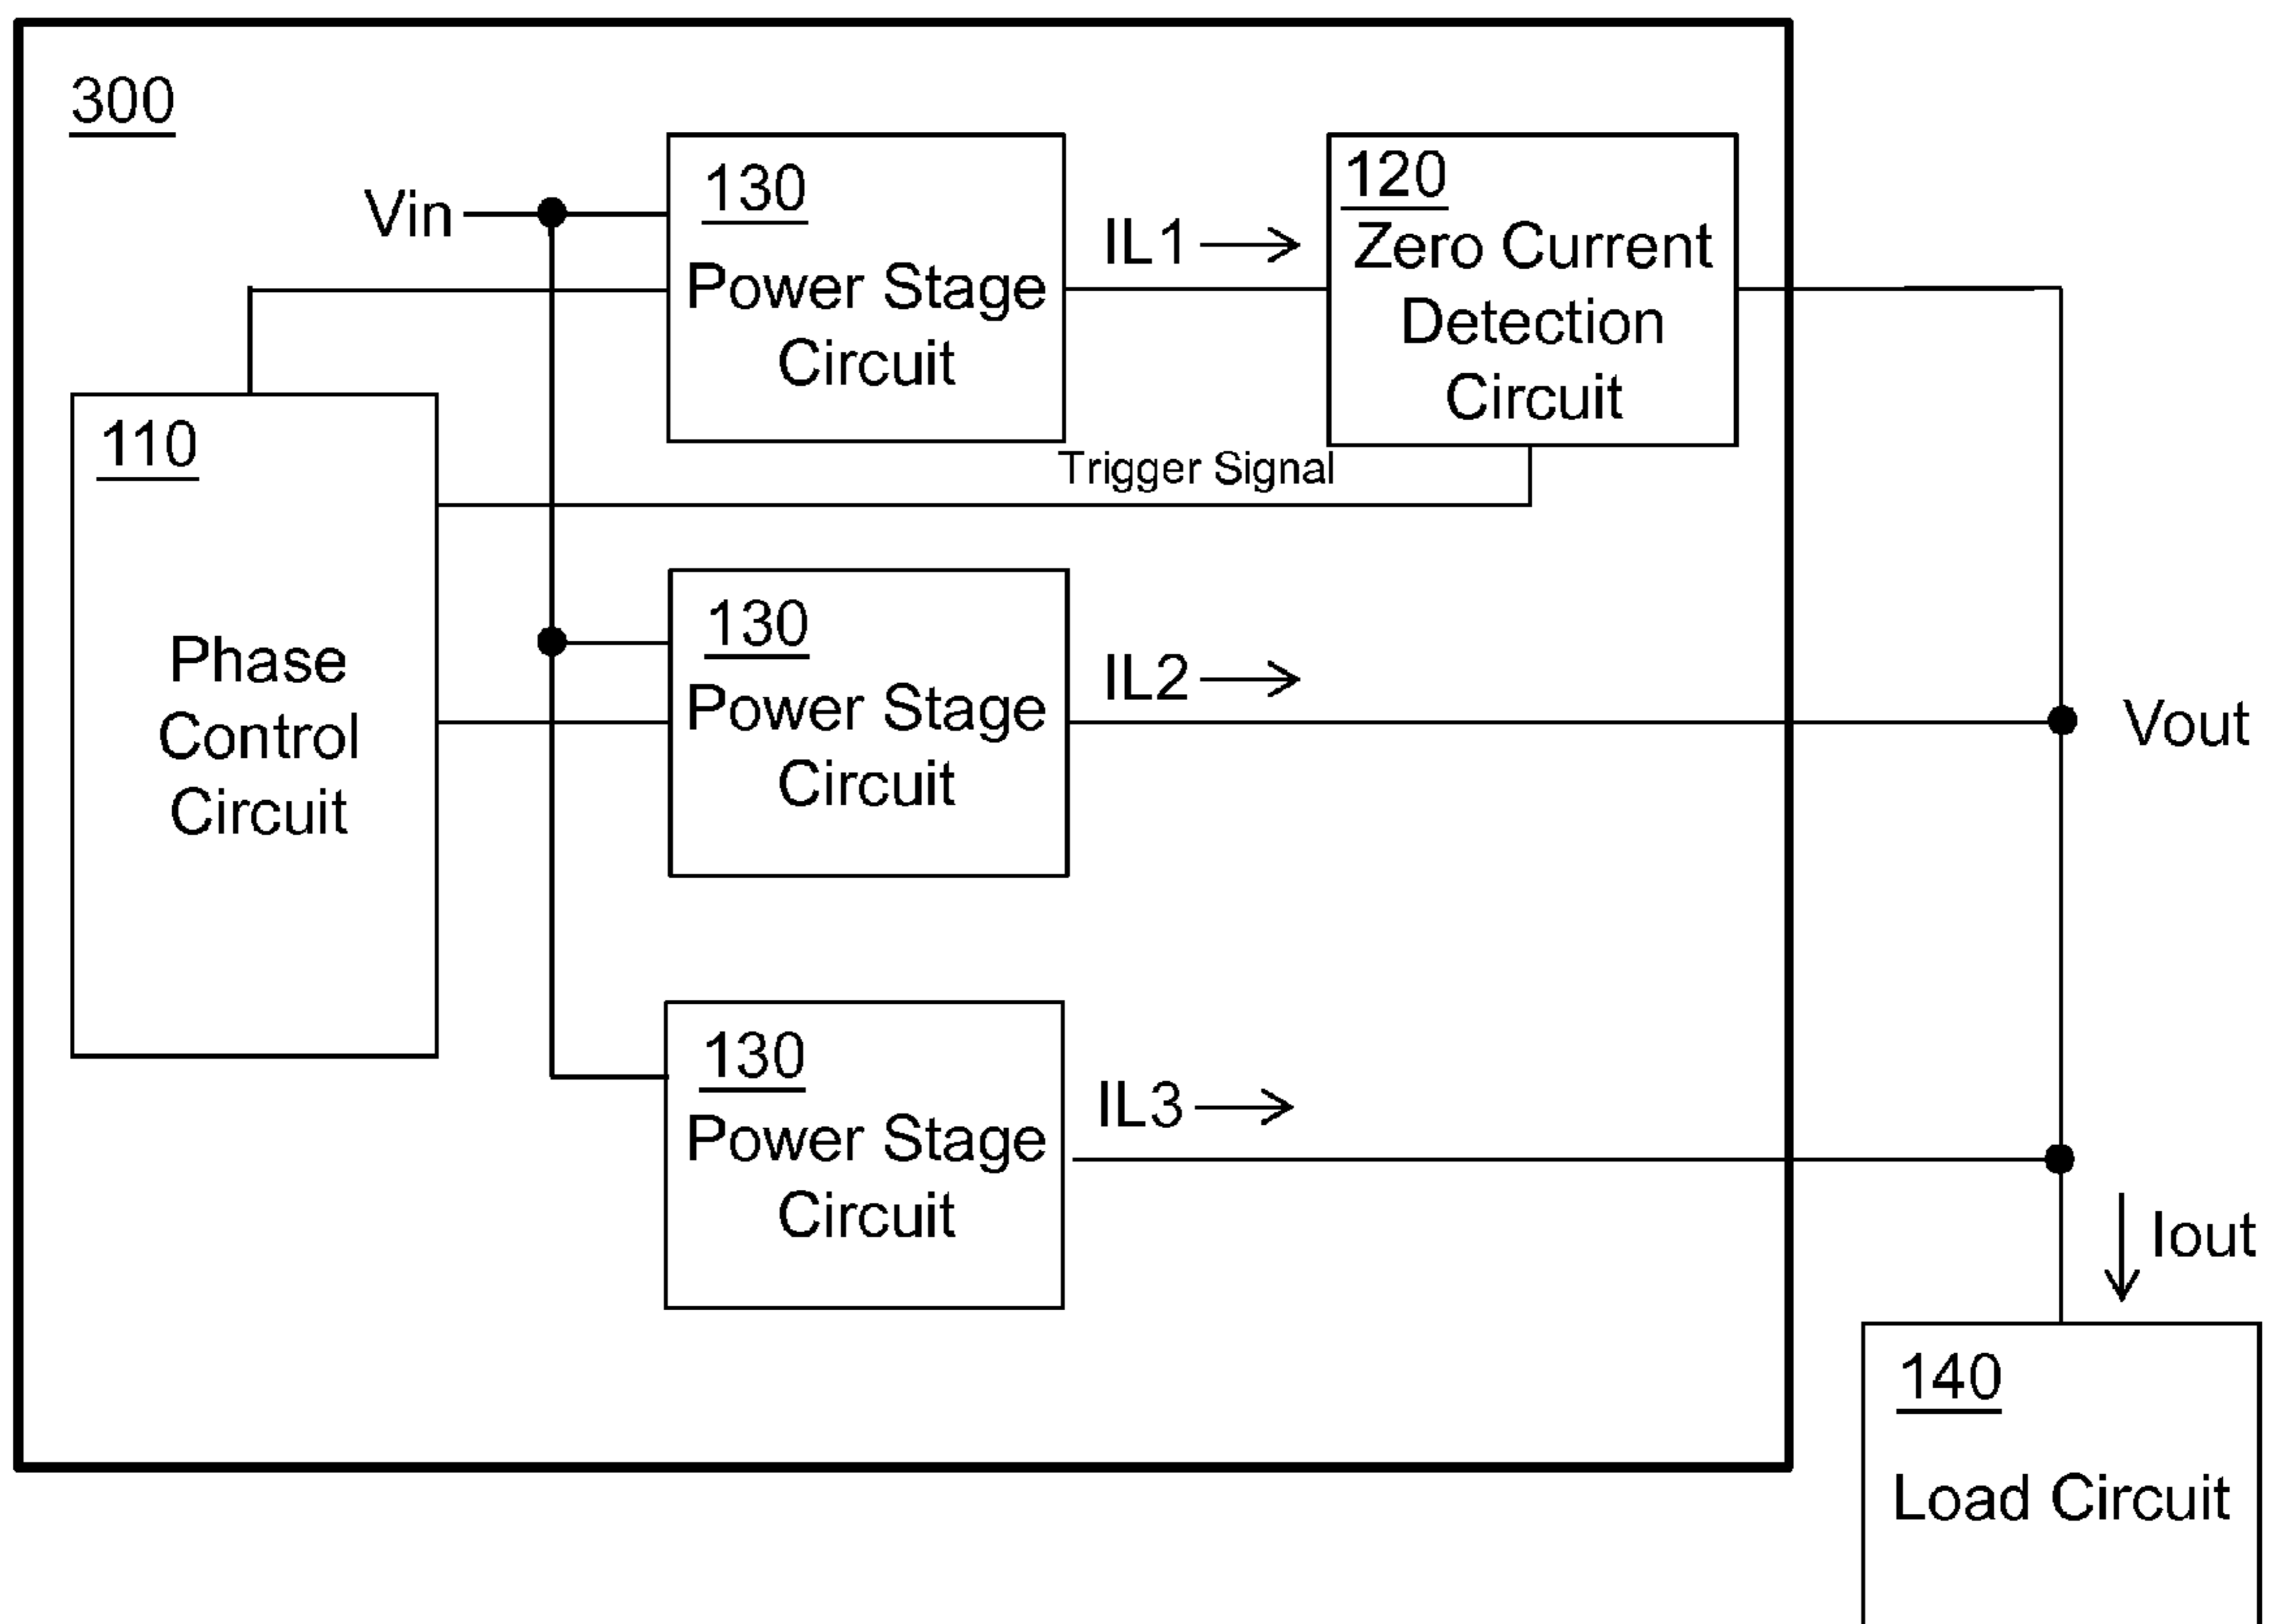 300
Vin
130
Power Stage
Circuit
IL1
120
Zero Current
Detection
Circuit
Trigger Signal
110
Phase
Control
Circuit
130
Power Stage
Circuit
IL2
Vout
130
Power Stage
Circuit
IL3
Iout
140
Load Circuit